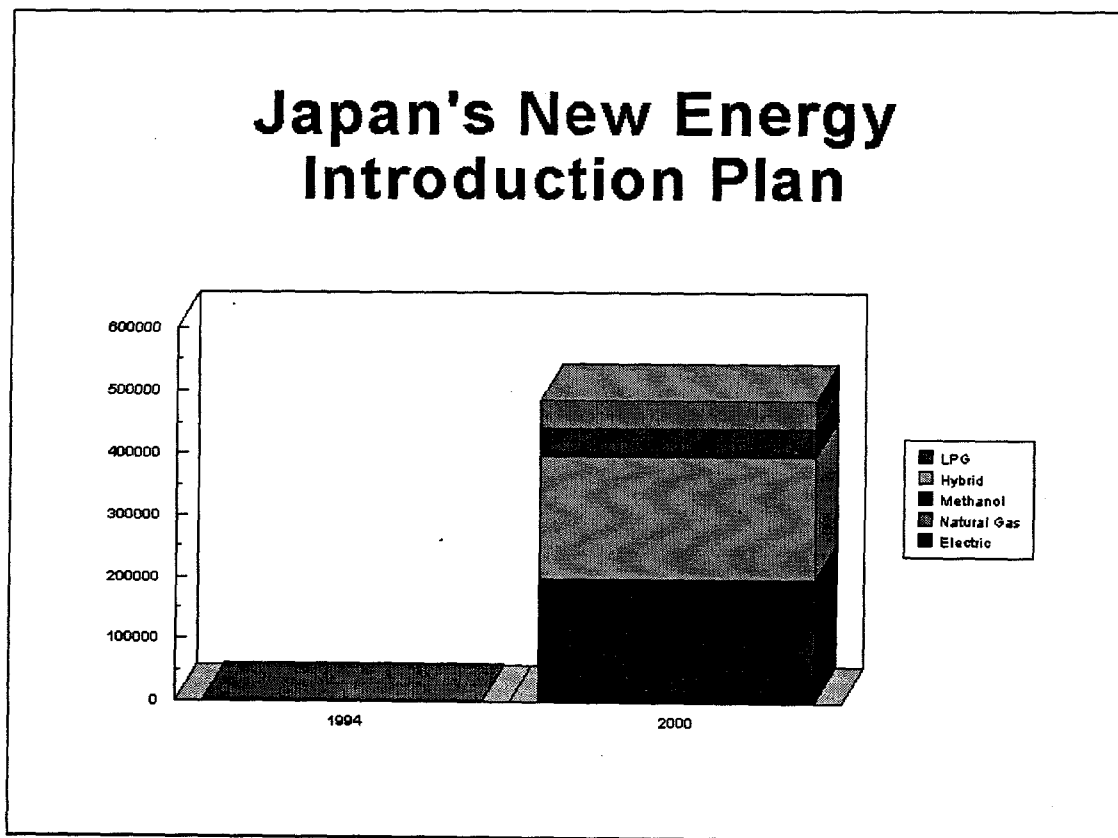 Japan's New Energy
Introduction Plan
600000
500000
400000
300000
200000
100000
0
1994
2000
LPG
Hybrid
Methanol
Natural Gas
Electric